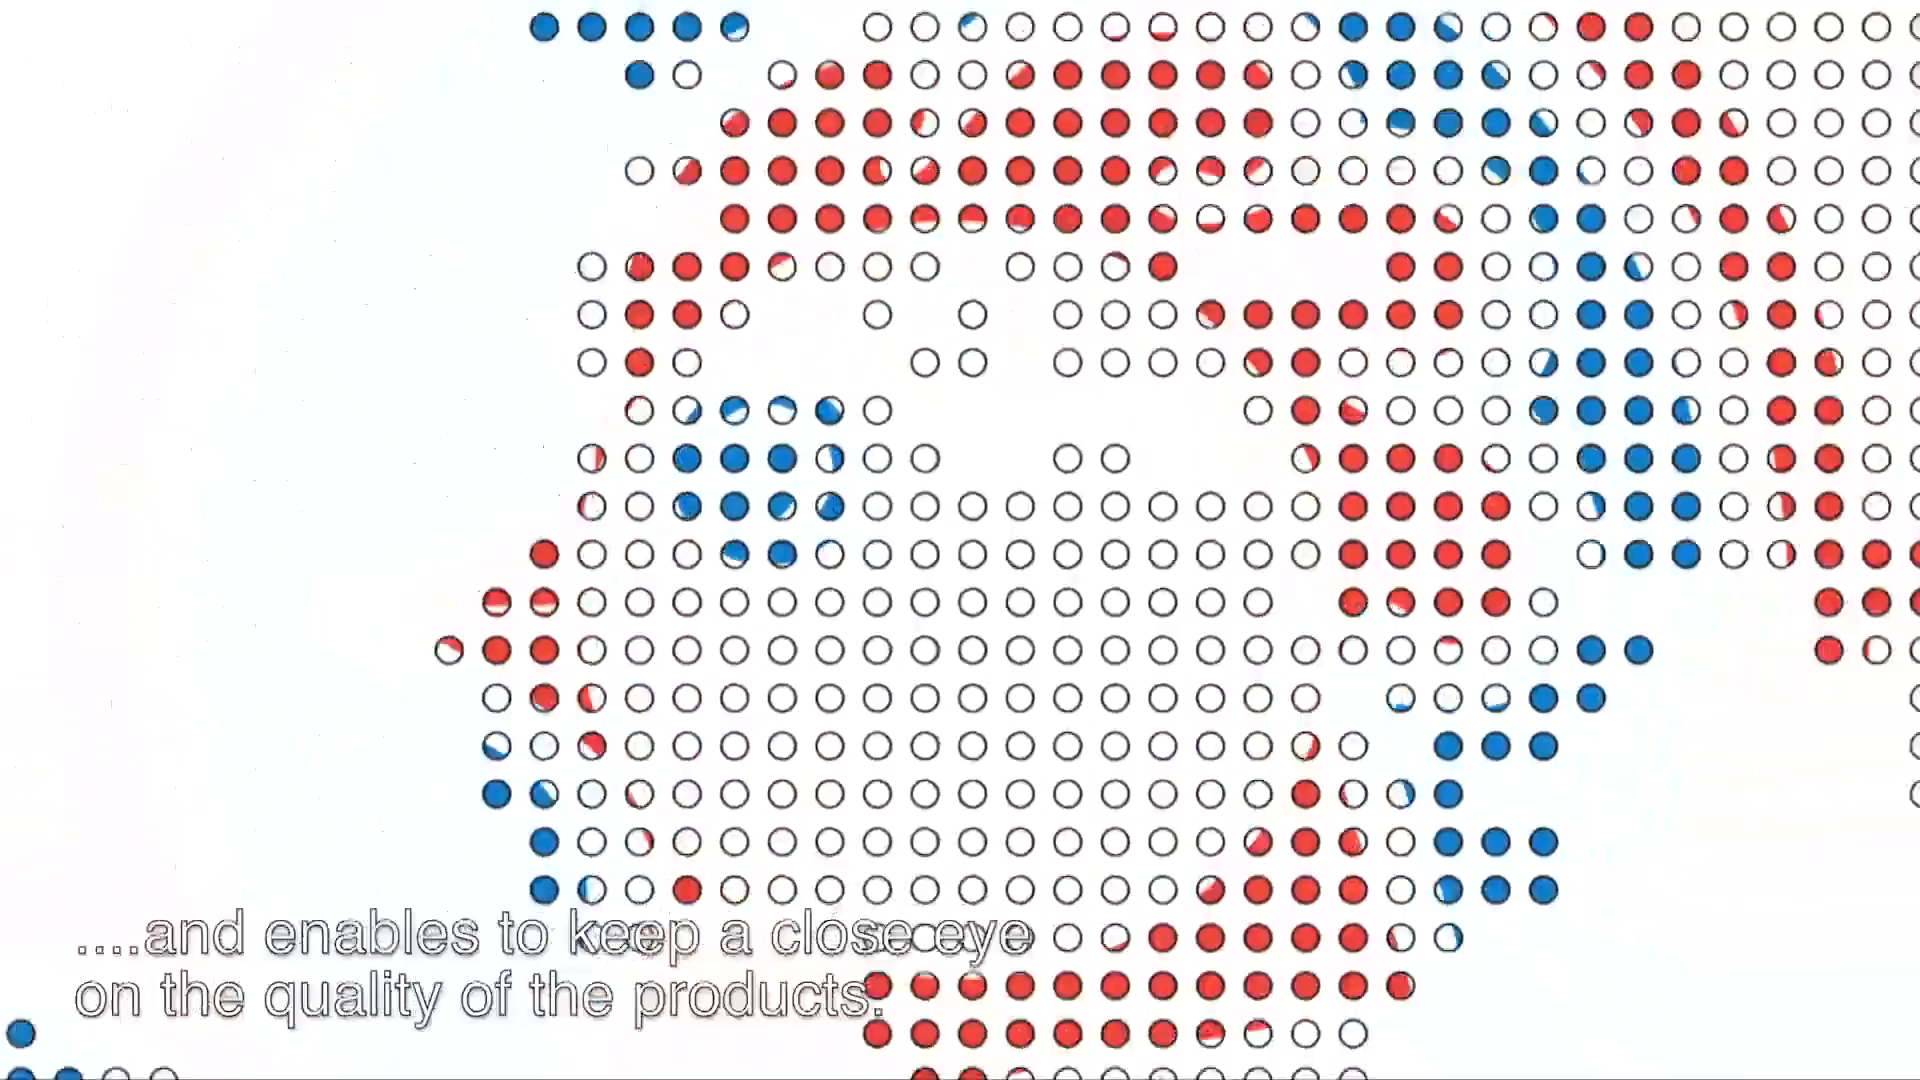 ....and enables to keep a close eye
on the quality of the products.